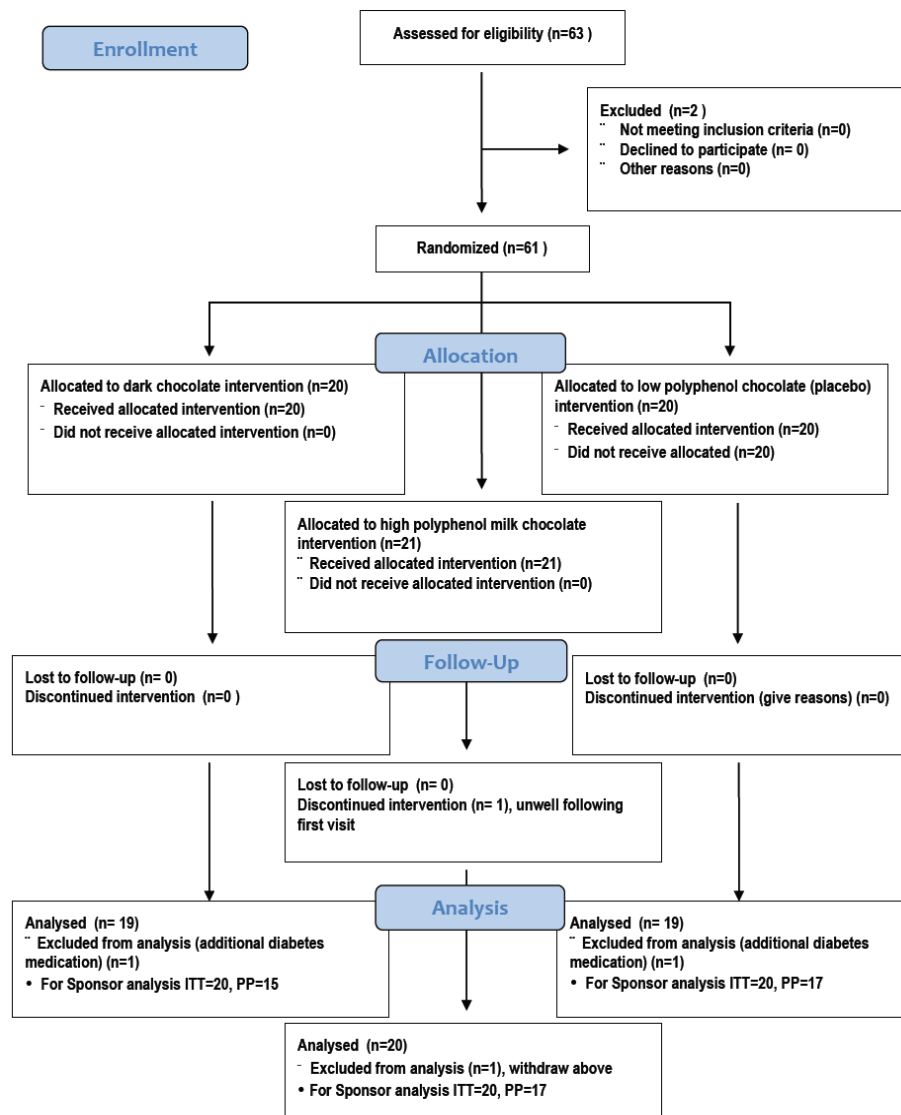 Enrollment
Assessed for eligibility (n=63 )
Excluded (n=2 )
¨ Not meeting inclusion criteria (n=0)
¨ Declined to participate (n= 0)
¨ Other reasons (n=0)
Randomized (n=61 )
Allocation
Allocated to dark chocolate intervention (n=20)
- Received allocated intervention (n=20)
- Did not receive allocated intervention (n=0)
Allocated to low polyphenol chocolate (placebo)
intervention (n=20)
- Received allocated intervention (n=20)
- Did not receive allocated (n=20)
Allocated to high polyphenol milk chocolate
intervention (n=21)
¨ Received allocated intervention (n=21)
¨ Did not receive allocated intervention (n=0)
Follow-Up
Lost to follow-up (n= 0)
Discontinued intervention (n=0 )
Lost to follow-up (n=0)
Discontinued intervention (give reasons) (n=0)
Lost to follow-up (n= 0)
Discontinued intervention (n= 1), unwell following
first visit
Analysis
Analysed (n= 19)
¨ Excluded from analysis (additional diabetes
medication) (n=1)
• For Sponsor analysis ITT=20, PP=15
Analysed (n= 19)
¨ Excluded from analysis (additional diabetes
medication) (n=1)
• For Sponsor analysis ITT=20, PP=17
Analysed (n=20)
- Excluded from analysis (n=1), withdraw above
• For Sponsor analysis ITT=20, PP=17